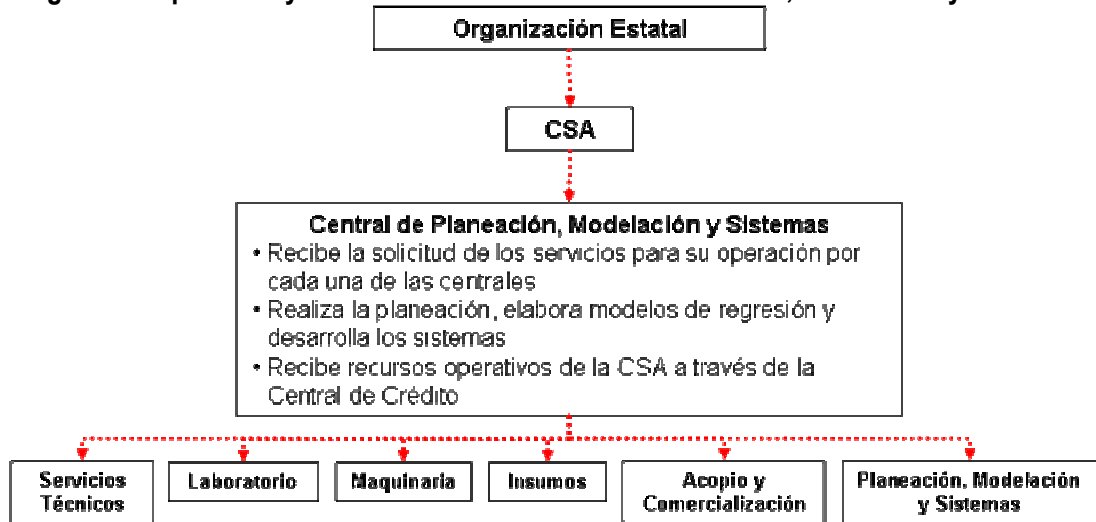 Organización Estatal
CSA
Central de Planeación, Modelación y Sistemas
• Recibe la solicitud de los servicios para su operación por
cada una de las centrales
• Realiza la planeación, elabora modelos de regresión y
desarrolla los sistemas
• Recibe recursos operativos de la CSA a través de la
Central de Crédito
Servicios
Técnicos
Laboratorio
Maquinaria
Insumos
Acopio y
Comercialización
Planeación, Modelación
y Sistemas